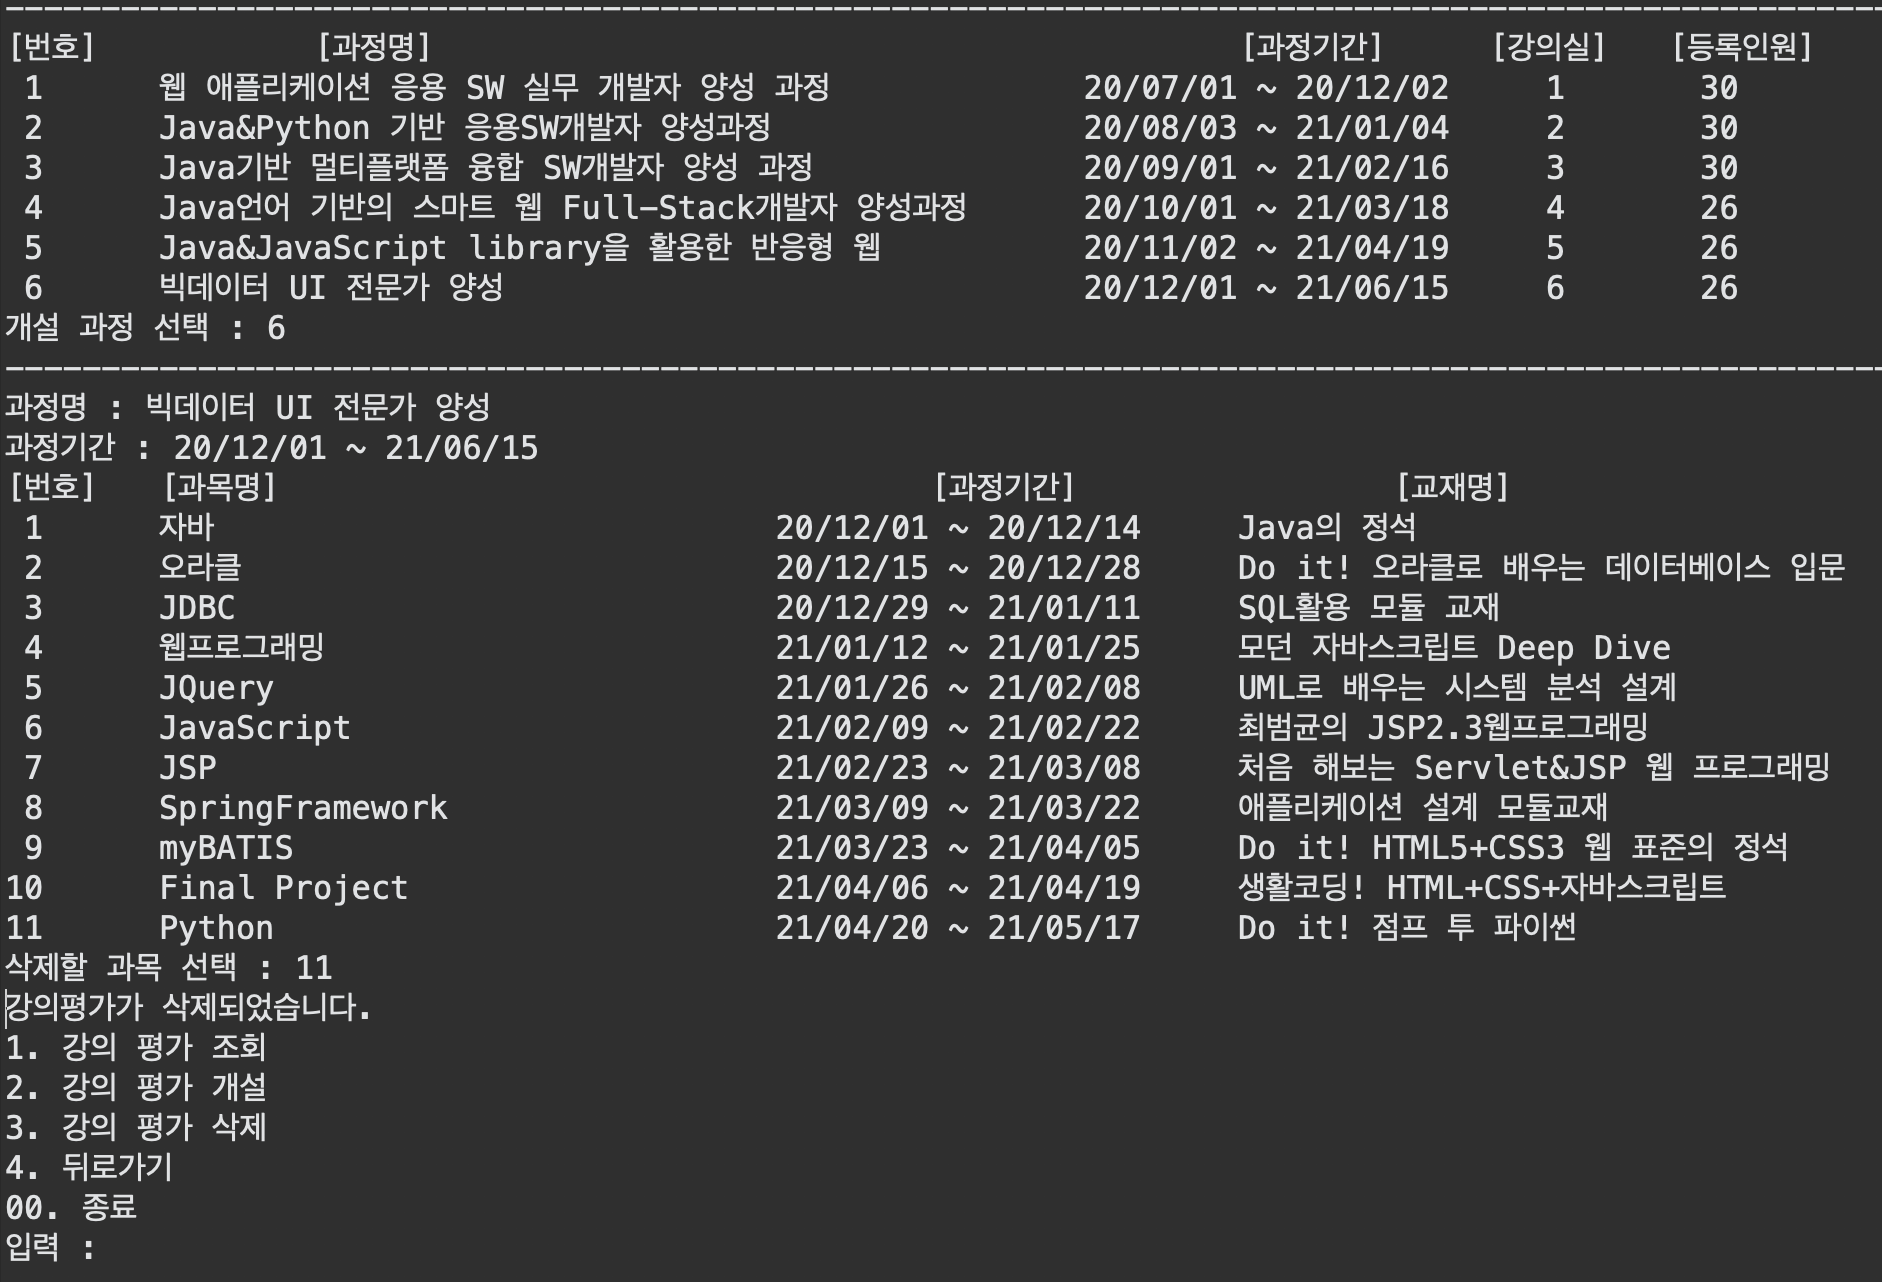 [번호] [과정명] [과정기간] [강의실] [등록인원]
1 웹 애플리케이션 응용 SW 실무 개발자 양성 과정 20/07/01 ~ 20/12/02 1 30
2 Java&Python 기반 응용SW개발자 양성과정 20/08/03 ~ 21/01/04 2 30
3 Java기반 멀티플랫폼 융합 SW개발자 양성 과정 20/09/01 ~ 21/02/16 3 30
4 Java언어 기반의 스마트 웹 Full-Stack개발자 양성과정 20/10/01 ~ 21/03/18 4 26
5 Java&JavaScript library을 활용한 반응형 웹 20/11/02 ~ 21/04/19 5 26
6 빅데이터 UI 전문가 양성 20/12/01 ~ 21/06/15 6 26
개설 과정 선택 : 6
과정명 : 빅데이터 UI 전문가 양성
과정기간 : 20/12/01 ~ 21/06/15
[번호] [과목명] [과정기간] [교재명]
1 자바 20/12/01 ~ 20/12/14 Java의 정석
2 오라클 20/12/15 ~ 20/12/28 Do it! 오라클로 배우는 데이터베이스 입문
3 JDBC 20/12/29 ~ 21/01/11 SQL활용 모듈 교재
4 웹프로그래밍 21/01/12 ~ 21/01/25 모던 자바스크립트 Deep Dive
5 JQuery 21/01/26 ~ 21/02/08 UML로 배우는 시스템 분석 설계
6 JavaScript 21/02/09 ~ 21/02/22 최범균의 JSP2.3웹프로그래밍
7 JSP 21/02/23 ~ 21/03/08 처음 해보는 Servlet&JSP 웹 프로그래밍
8 SpringFramework 21/03/09 ~ 21/03/22 애플리케이션 설계 모듈교재
9 myBATIS 21/03/23 ~ 21/04/05 Do it! HTML5+CSS3 웹 표준의 정석
10 Final Project 21/04/06 ~ 21/04/19 생활코딩! HTML+CSS+자바스크립트
11 Python 21/04/20 ~ 21/05/17 Do it! 점프 투 파이썬
삭제할 과목 선택 : 11
강의평가가 삭제되었습니다.
1. 강의 평가 조회
2. 강의 평가 개설
3. 강의 평가 삭제
4. 뒤로가기
00. 종료
입력 :